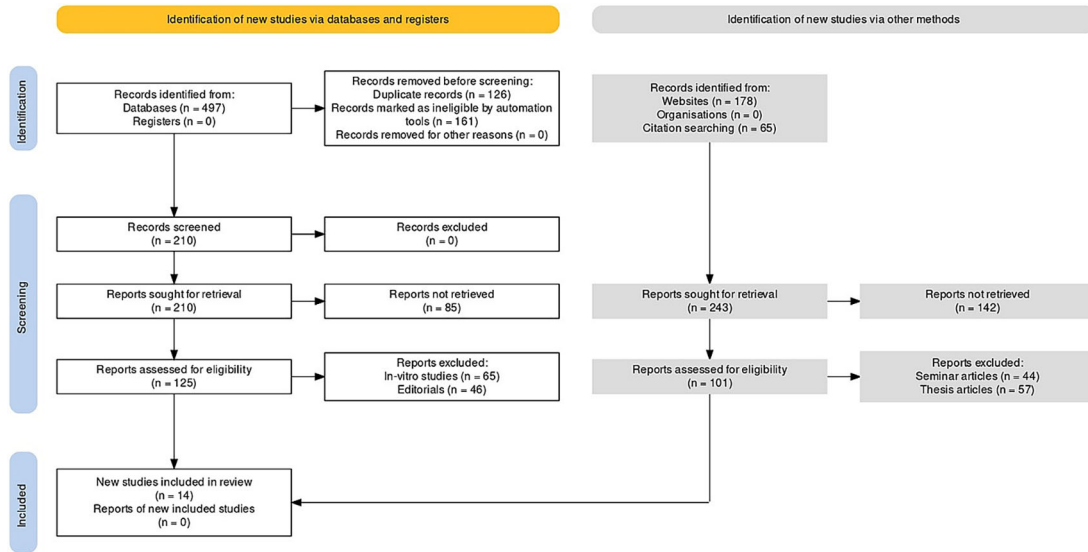 Identification of new studies via databases and registers
Identification of new studies via other methods
Identification
Records identified from:
Databases (n = 497)
Registers (n = 0)
Records removed before screening:
Duplicate records (n = 126)
Records marked as ineligible by automation
tools (n = 161)
Records removed for other reasons (n = 0)
Records identified from:
Websites (n = 178)
Organisations (n = 0)
Citation searching (n = 65)
Screening
Records screened
(n = 210)
Records excluded
(n = 0)
Reports sought for retrieval
(n = 210)
Reports not retrieved
(n = 85)
Reports sought for retrieval
(n = 243)
Reports not retrieved
(n = 142)
Reports assessed for eligibility
(n = 125)
Reports excluded:
In-vitro studies (n = 65)
Editorials (n = 46)
Reports assessed for eligibility
(n = 101)
Reports excluded:
Seminar articles (n = 44)
Thesis articles (n = 57)
Included
New studies included in review
(n = 14)
Reports of new included studies
(n = 0)